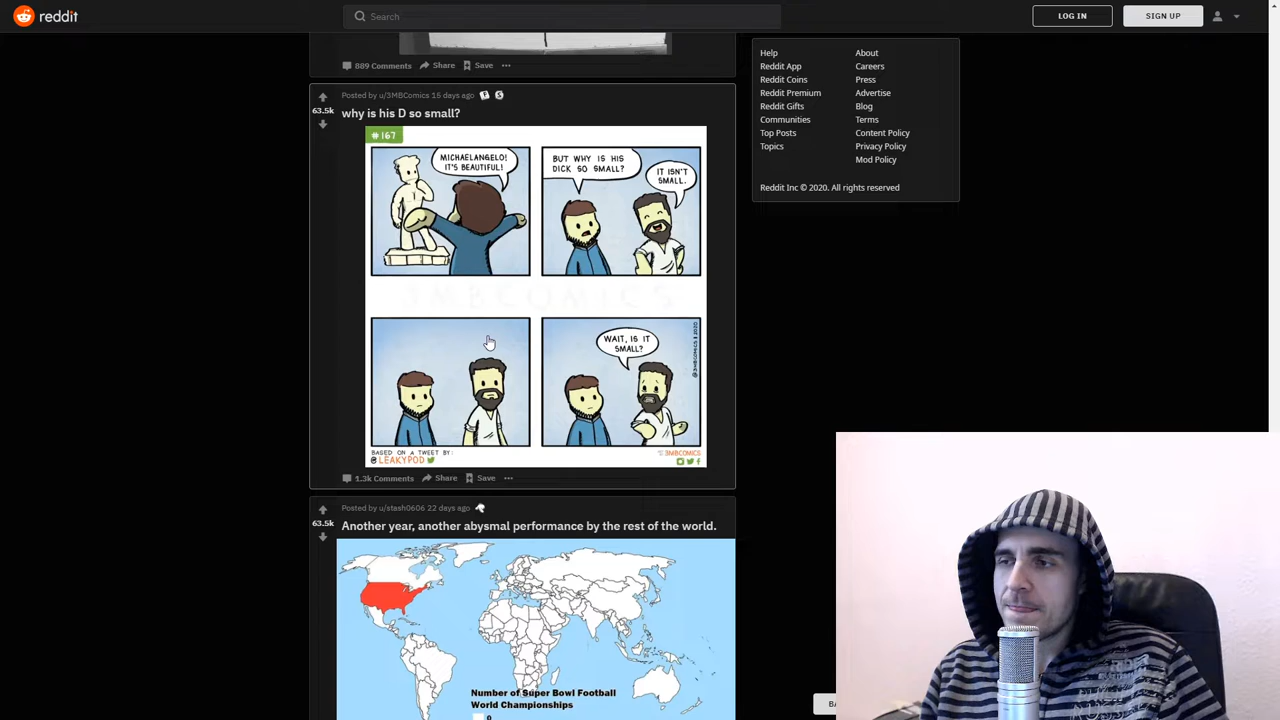 reddit
Search
LOG IN
SIGN UP
889 Comments
Share
Save
Help
About
Reddit App
Careers
Reddit Coins
Press
Reddit Premium
Advertise
Reddit Gifts
Blog
Communities
Terms
Top Posts
Content Policy
Topics
Privacy Policy
Mod Policy
Reddit Inc © 2020. All rights reserved
Posted by u/3MBComics 15 days ago
63.5k
why is his D so small?
#167
MICHAELANGELO!
IT'S BEAUTIFUL!
BUT WHY IS HIS
DICK SO SMALL?
IT ISN'T
SMALL.
3MBCOMICS
WAIT, IS IT
SMALL?
@3MBCOMICS 2020
BASED ON A TWEET BY:
@LEAKYPOD
3MBCOMICS
1.3k Comments
Share
Save
Posted by u/stash0606 22 days ago
63.5k
Another year, another abysmal performance by the rest of the world.
Number of Super Bowl Football
World Championships
0